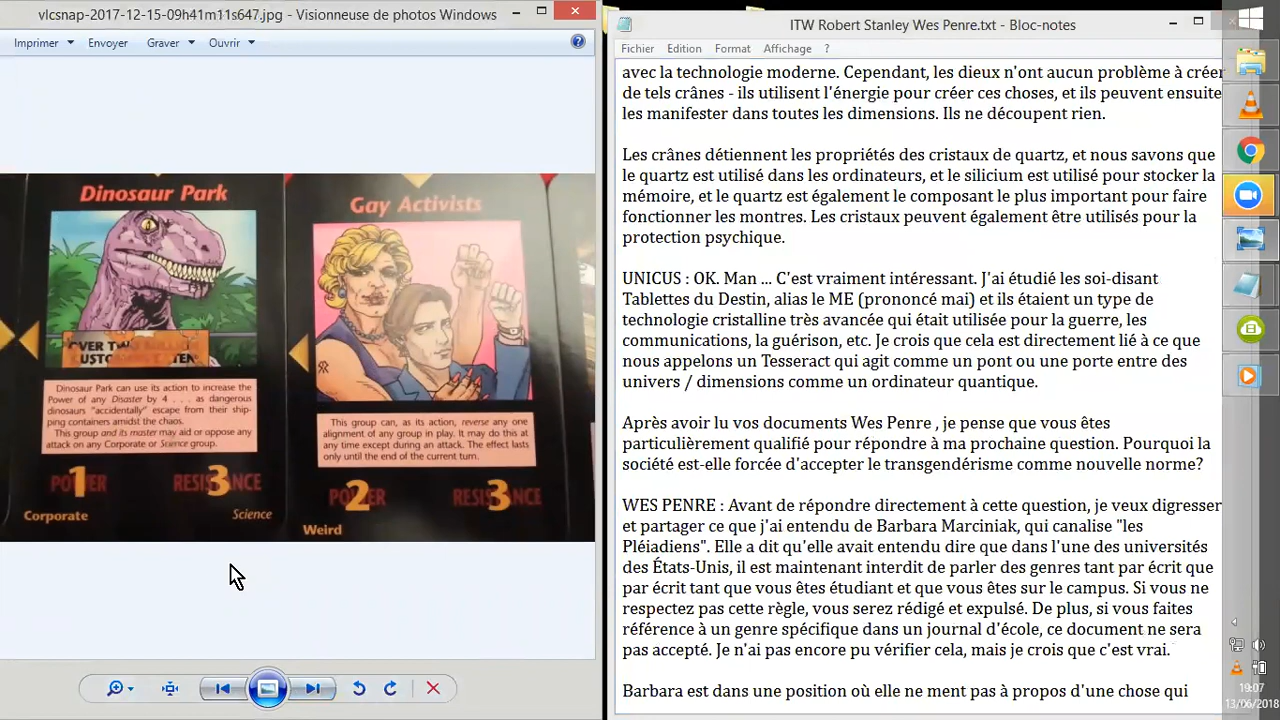 vlcsnap-2017-12-15-09h41m11s647.jpg - Visionneuse de photos Windows
Imprimer
Envoyer
Graver
Ouvrir
Dinosaur Park
OVER TWO
Dinosaur Park can use its action to increase the
Power of any Disaster by 4 . . . as dangerous
dinosaurs "accidentally" escape from their ship-
ping containers amidst the chaos.
This group and its master may aid or oppose any
attack on any Corporate or Science group.
POWER 1
RESISTANCE 3
Corporate
Science
Gay Activists
This group can, as its action, reverse any one
alignment of any group in play. It may do this at
any time except during an attack. The effect lasts
only until the end of the current turn.
POWER 2
RESISTANCE 3
Weird
ITW Robert Stanley Wes Penre.txt - Bloc-notes
Fichier
Edition
Format
Affichage
?
avec la technologie moderne. Cependant, les dieux n'ont aucun problème à créer
de tels crânes - ils utilisent l'énergie pour créer ces choses, et ils peuvent ensuite
les manifester dans toutes les dimensions. Ils ne découpent rien.
Les crânes détiennent les propriétés des cristaux de quartz, et nous savons que
le quartz est utilisé dans les ordinateurs, et le silicium est utilisé pour stocker la
mémoire, et le quartz est également le composant le plus important pour faire
fonctionner les montres. Les cristaux peuvent également être utilisés pour la
protection psychique.
UNICUS : OK. Man ... C'est vraiment intéressant. J'ai étudié les soi-disant
Tablettes du Destin, alias le ME (prononcé mai) et ils étaient un type de
technologie cristalline très avancée qui était utilisée pour la guerre, les
communications, la guérison, etc. Je crois que cela est directement lié à ce que
nous appelons un Tesseract qui agit comme un pont ou une porte entre des
univers / dimensions comme un ordinateur quantique.
Après avoir lu vos documents Wes Penre , je pense que vous êtes
particulièrement qualifié pour répondre à ma prochaine question. Pourquoi la
société est-elle forcée d'accepter le transgendérisme comme nouvelle norme?
WES PENRE : Avant de répondre directement à cette question, je veux digresser
et partager ce que j'ai entendu de Barbara Marciniak, qui canalise "les
Pléiadiens". Elle a dit qu'elle avait entendu dire que dans l'une des universités
des États-Unis, il est maintenant interdit de parler des genres tant par écrit que
par écrit tant que vous êtes étudiant et que vous êtes sur le campus. Si vous ne
respectez pas cette règle, vous serez rédigé et expulsé. De plus, si vous faites
référence à un genre spécifique dans un journal d'école, ce document ne sera
pas accepté. Je n'ai pas encore pu vérifier cela, mais je crois que c'est vrai.
Barbara est dans une position où elle ne ment pas à propos d'une chose qui
19:07
13/06/2018